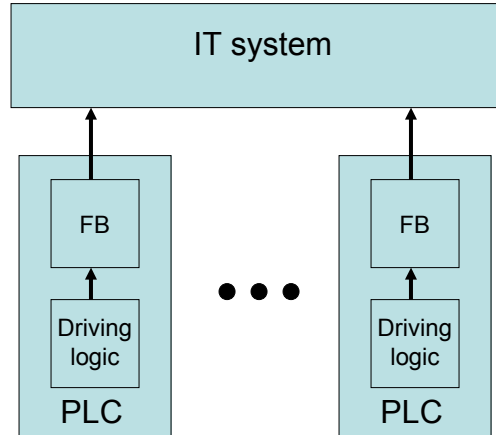 IT system
FB
FB
Driving
logic
Driving
logic
PLC
PLC